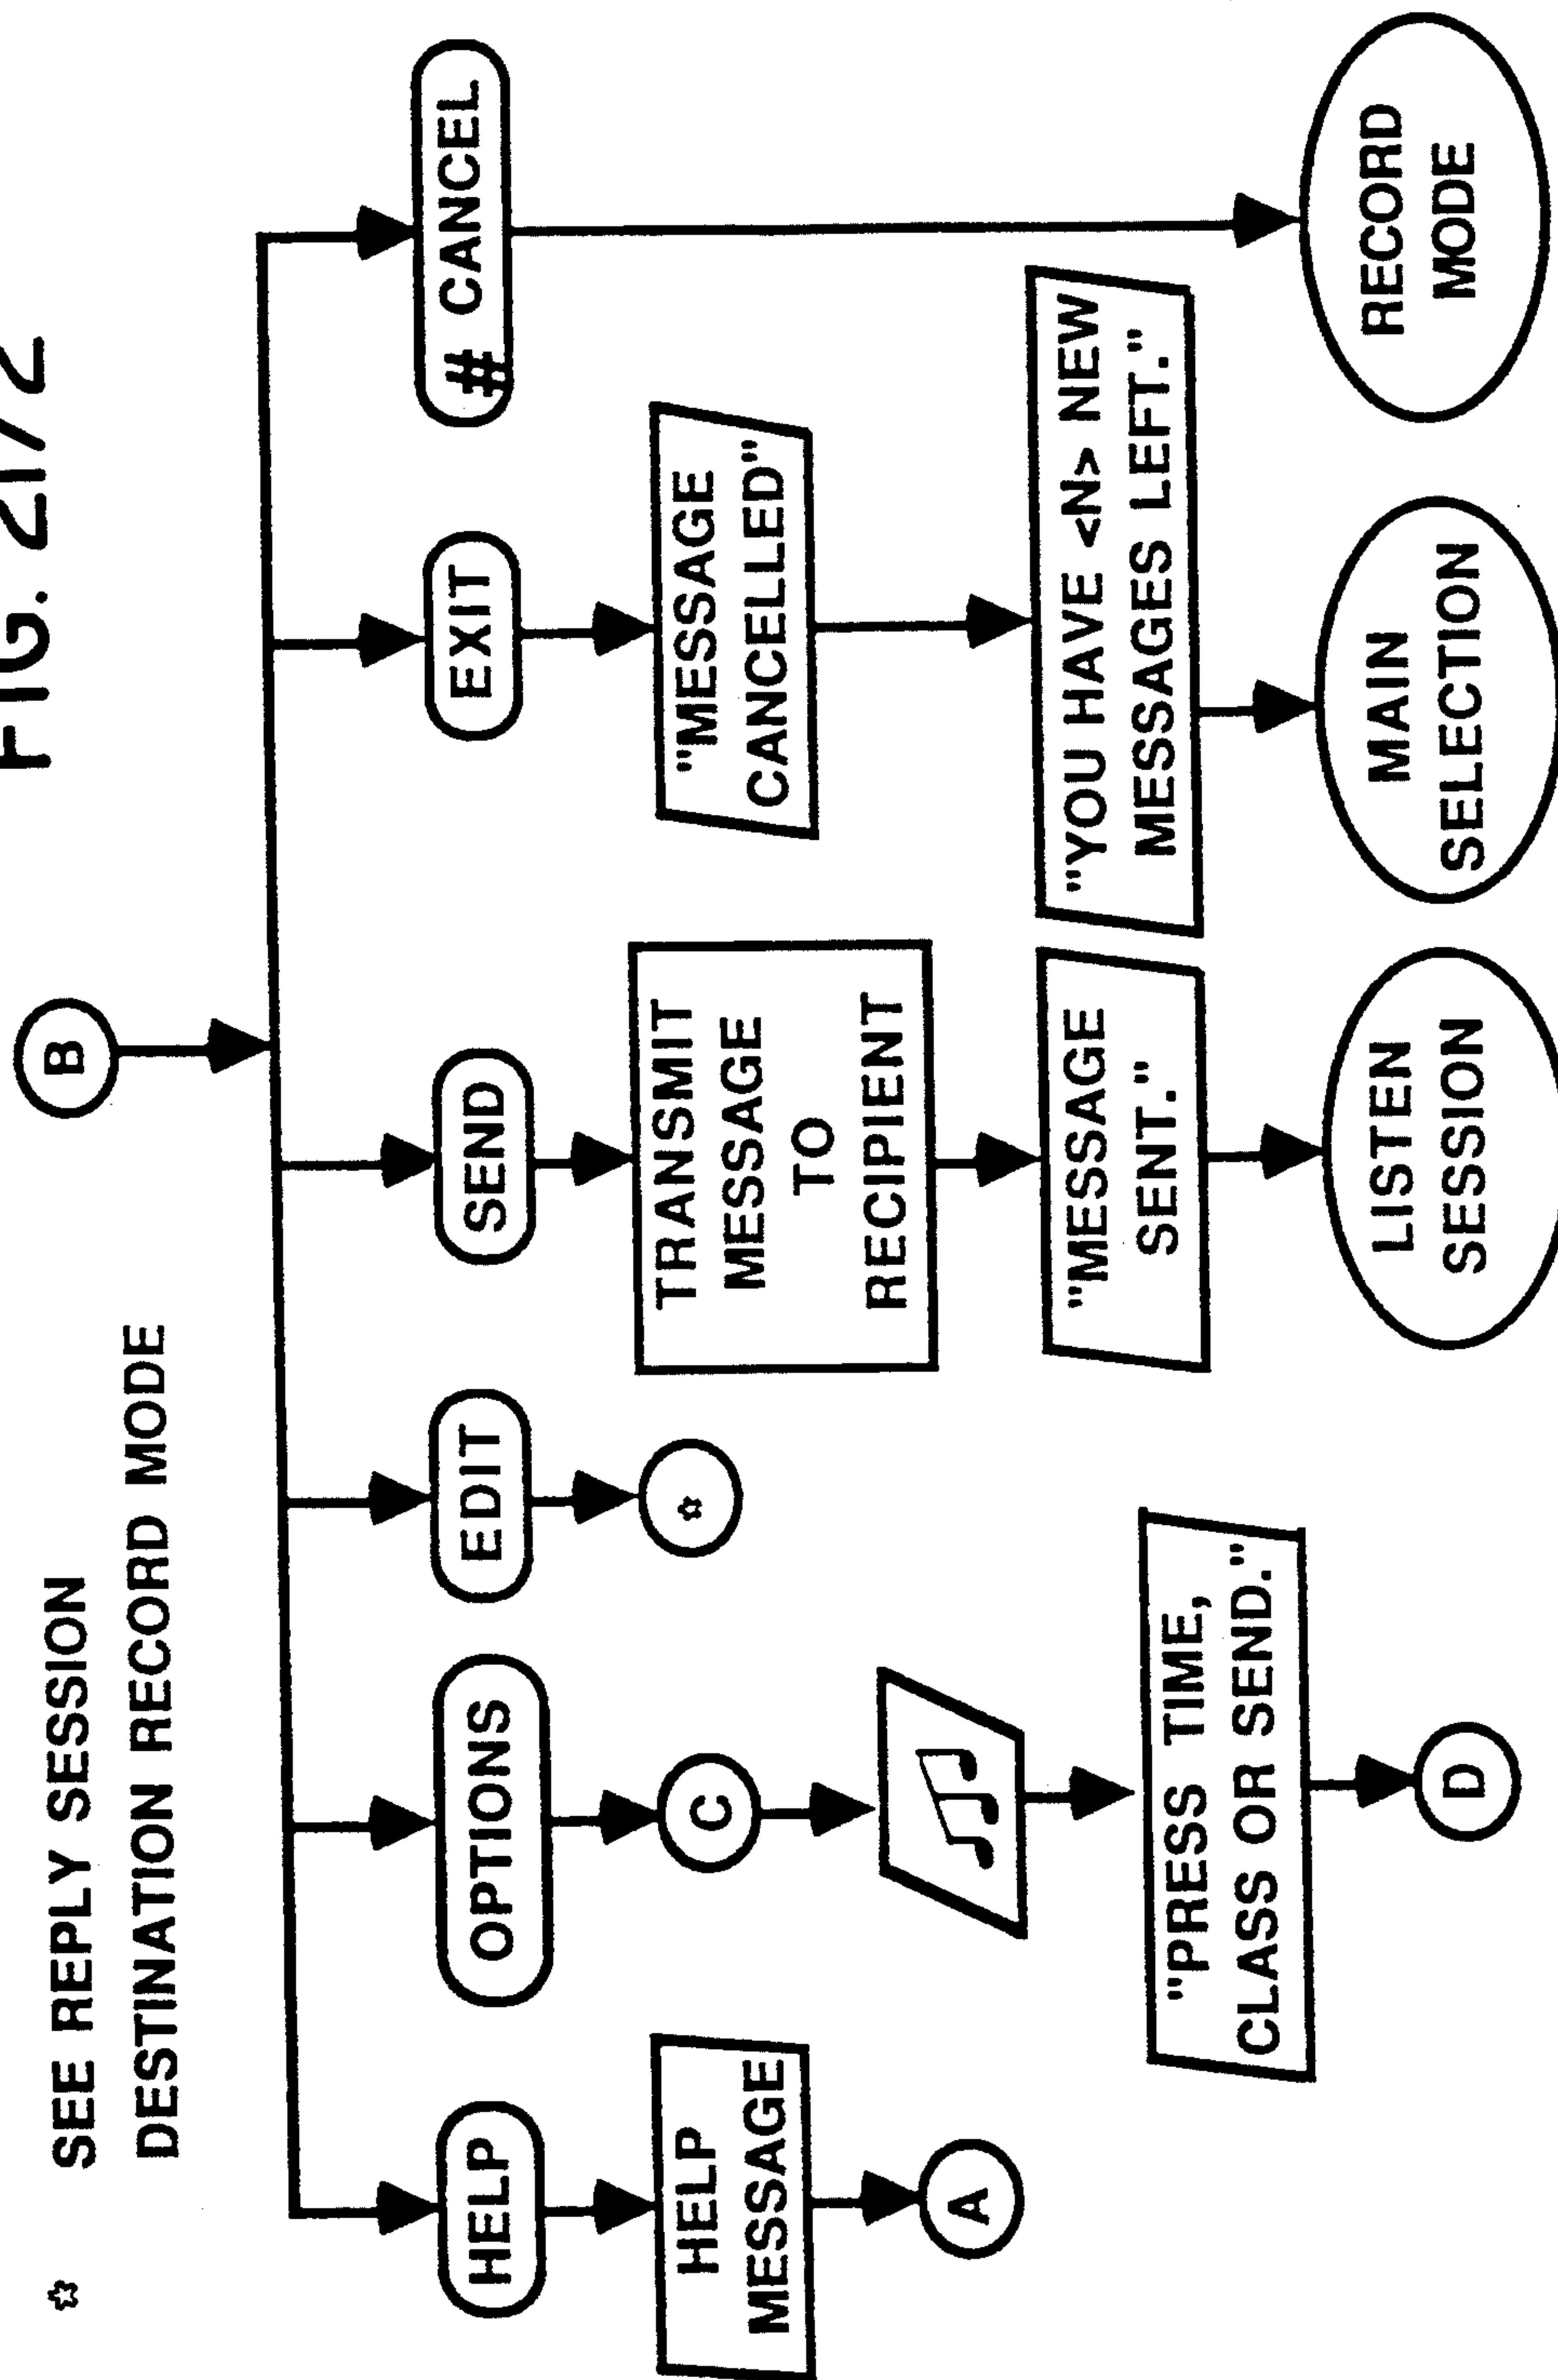 FIG. 21/2
* SEE REPLY SESSION
DESTINATION RECORD MODE
B
HELP
OPTIONS
EDIT
SEND
EXIT
# CANCEL
HELP
MESSAGE
A
C
"PRESS TIME,
CLASS OR SEND."
D
*
TRANSMIT
MESSAGE
TO
RECIPIENT
"MESSAGE
SENT."
LISTEN
SESSION
"MESSAGE
CANCELLED"
"YOU HAVE <N> NEW
MESSAGES LEFT."
MAIN
SELECTION
RECORD
MODE